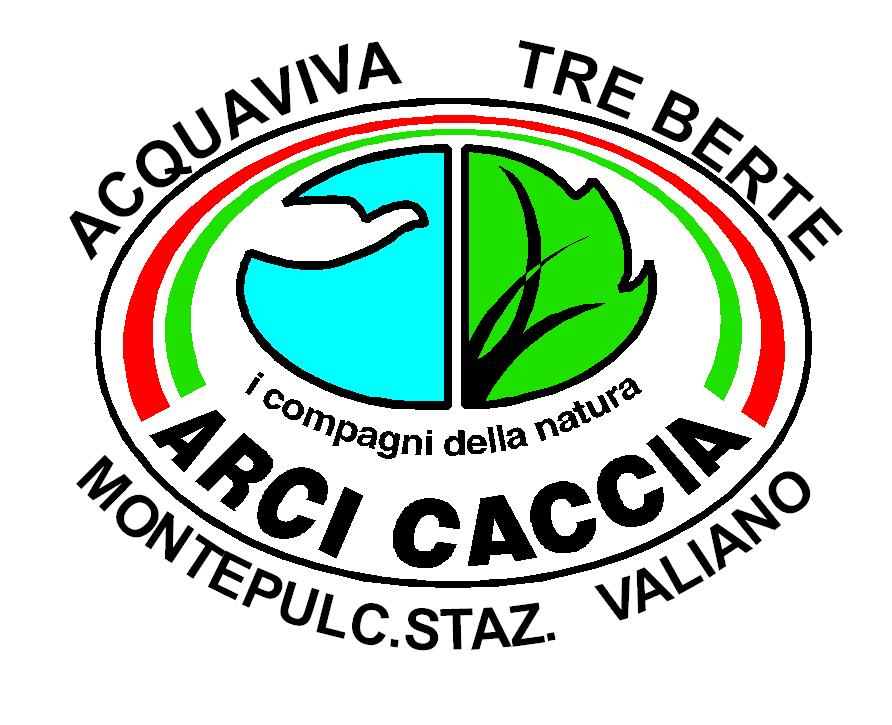 ACQUAVIVA TRE BERTE
i compagni della natura
ARCI CACCIA
MONTEPULC.STAZ. VALIANO